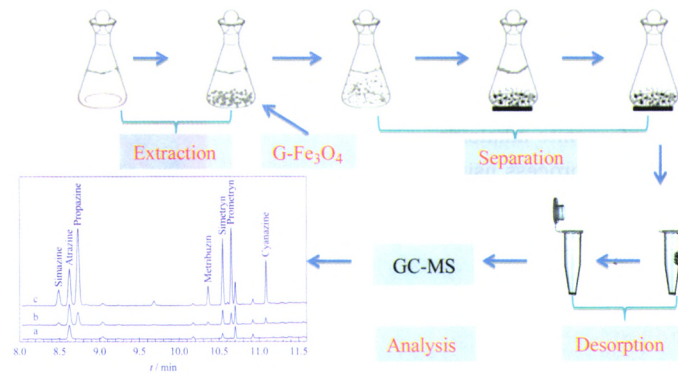 Extraction
G-Fe₃O₄
Separation
Simazine
Atrazine
Propazine
Metribuzin
Simetryn
Prometryn
Cyanazine
c
b
a
8.0 8.5 9.0 9.5 10.0 10.5 11.0 11.5
t / min
GC-MS
Analysis
Desorption